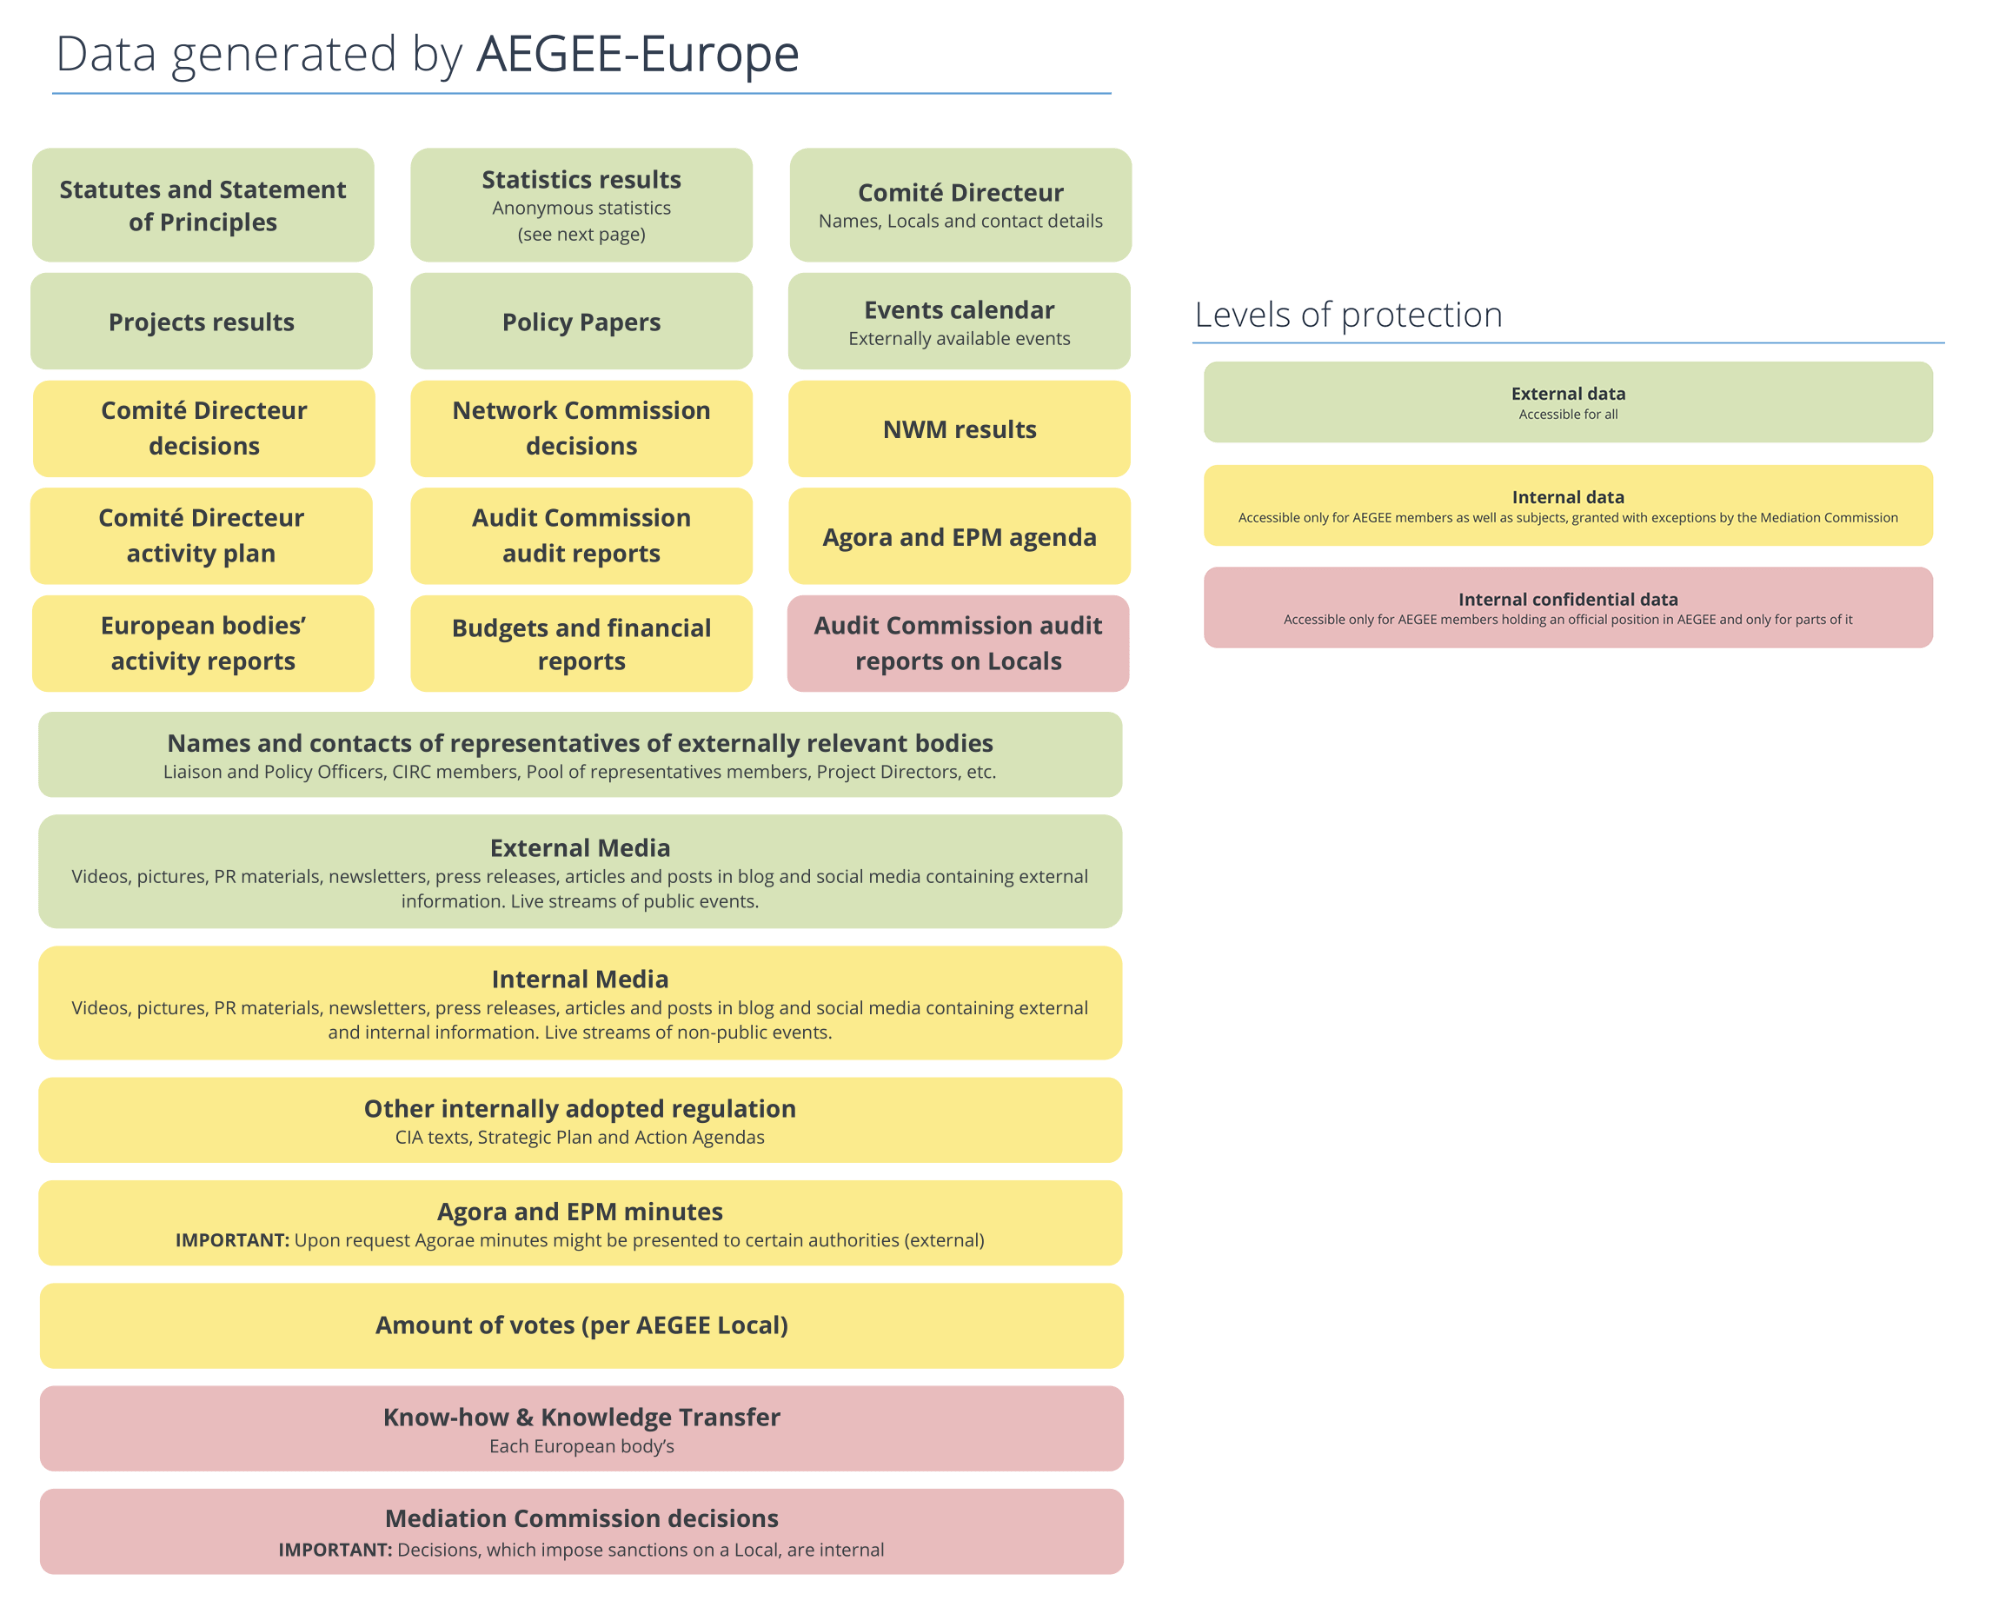 Data generated by AEGEE-Europe
Statutes and Statement
of Principles
Statistics results
Anonymous statistics
(see next page)
Comité Directeur
Names, Locals and contact details
Projects results
Policy Papers
Events calendar
Externally available events
Comité Directeur
decisions
Network Commission
decisions
NWM results
Comité Directeur
activity plan
Audit Commission
audit reports
Agora and EPM agenda
European bodies’
activity reports
Budgets and financial
reports
Audit Commission audit
reports on Locals
Names and contacts of representatives of externally relevant bodies
Liaison and Policy Officers, CIRC members, Pool of representatives members, Project Directors, etc.
External Media
Videos, pictures, PR materials, newsletters, press releases, articles and posts in blog and social media containing external
information. Live streams of public events.
Internal Media
Videos, pictures, PR materials, newsletters, press releases, articles and posts in blog and social media containing external
and internal information. Live streams of non-public events.
Other internally adopted regulation
CIA texts, Strategic Plan and Action Agendas
Agora and EPM minutes
IMPORTANT: Upon request Agorae minutes might be presented to certain authorities (external)
Amount of votes (per AEGEE Local)
Know-how & Knowledge Transfer
Each European body’s
Mediation Commission decisions
IMPORTANT: Decisions, which impose sanctions on a Local, are internal
Levels of protection
External data
Accessible for all
Internal data
Accessible only for AEGEE members as well as subjects, granted with exceptions by the Mediation Commission
Internal confidential data
Accessible only for AEGEE members holding an official position in AEGEE and only for parts of it